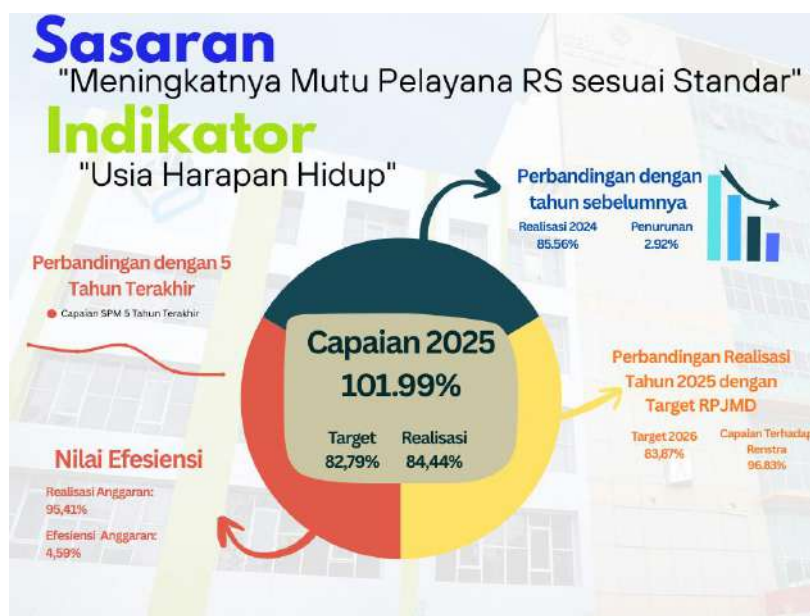 Sasaran
"Meningkatnya Mutu Pelayana RS sesuai Standar"
Indikator
"Usia Harapan Hidup"
Perbandingan dengan
tahun sebelumnya
Realisasi 2024
85.56%
Penurunan
2.92%
Perbandingan dengan 5
Tahun Terakhir
Capaian SPM 5 Tahun Terakhir
Capaian 2025
101.99%
Target
82,79%
Realisasi
84,44%
Perbandingan Realisasi
Tahun 2025 dengan
Target RPJMD
Target 2026
83,87%
Capaian Terhadap
Renstra
96.83%
Nilai Efesiensi
Realisasi Anggaran:
95,41%
Efesiensi Anggaran:
4,59%